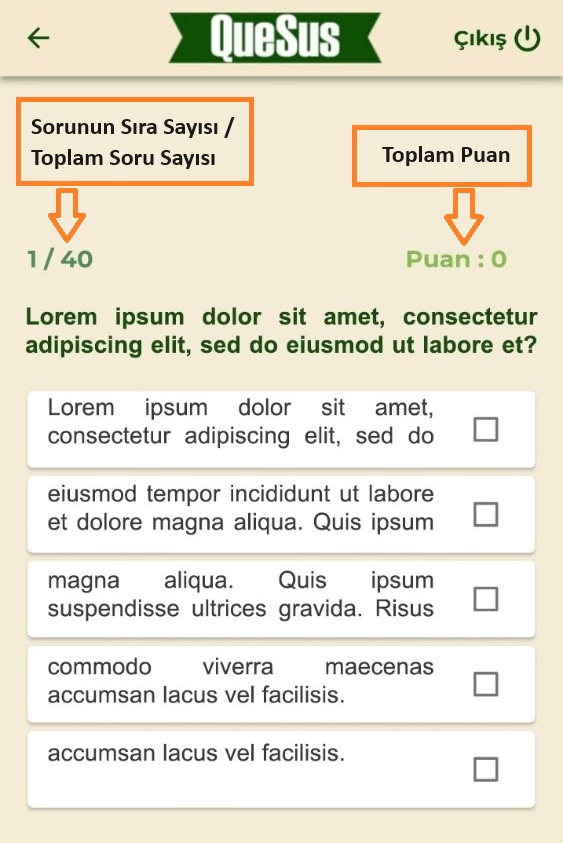 QueSus
Çıkış
Sorunun Sıra Sayısı /
Toplam Soru Sayısı
Toplam Puan
1 / 40
Puan : 0
Lorem ipsum dolor sit amet, consectetur
adipiscing elit, sed do eiusmod ut labore et?
Lorem ipsum dolor sit amet,
consectetur adipiscing elit, sed do
eiusmod tempor incididunt ut labore
et dolore magna aliqua. Quis ipsum
magna aliqua. Quis ipsum
suspendisse ultrices gravida. Risus
commodo viverra maecenas
accumsan lacus vel facilisis.
accumsan lacus vel facilisis.